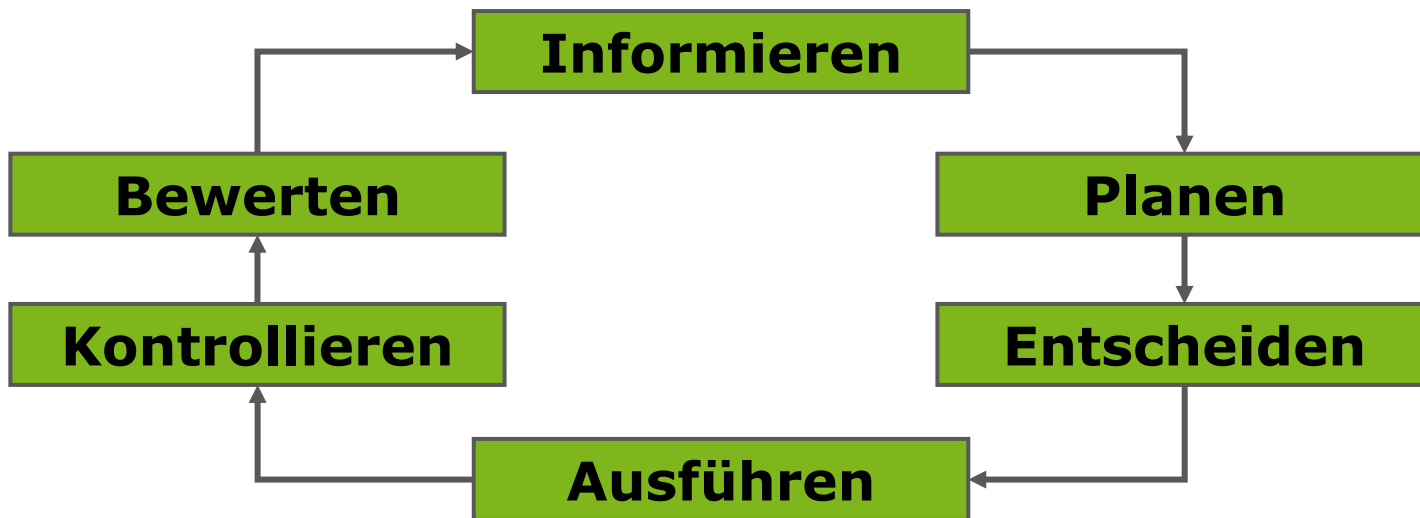 Informieren
Bewerten
Planen
Kontrollieren
Entscheiden
Ausführen